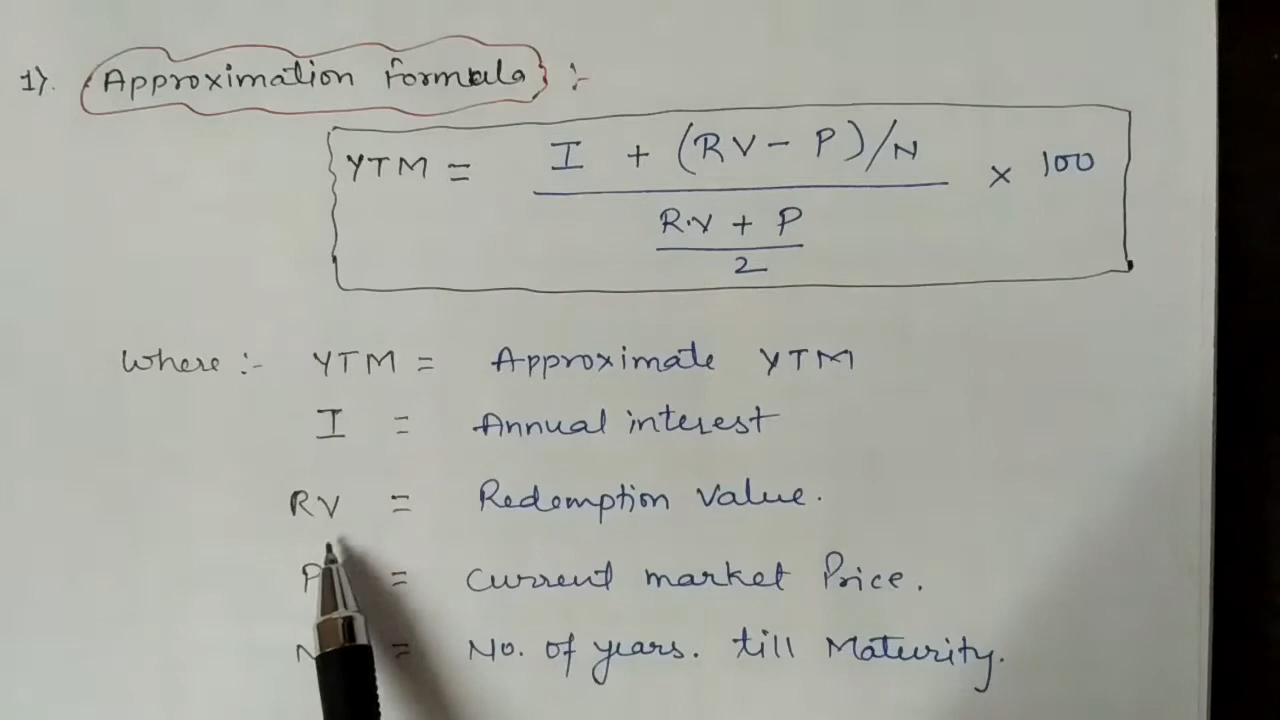 1). Approximation Formula :-
YTM = I + (RV - P)/N × 100
R.V + P
2
Where :- YTM = Approximate YTM
I = Annual interest
RV = Redemption Value.
P = Current market Price.
N = No. of years. till Maturity.